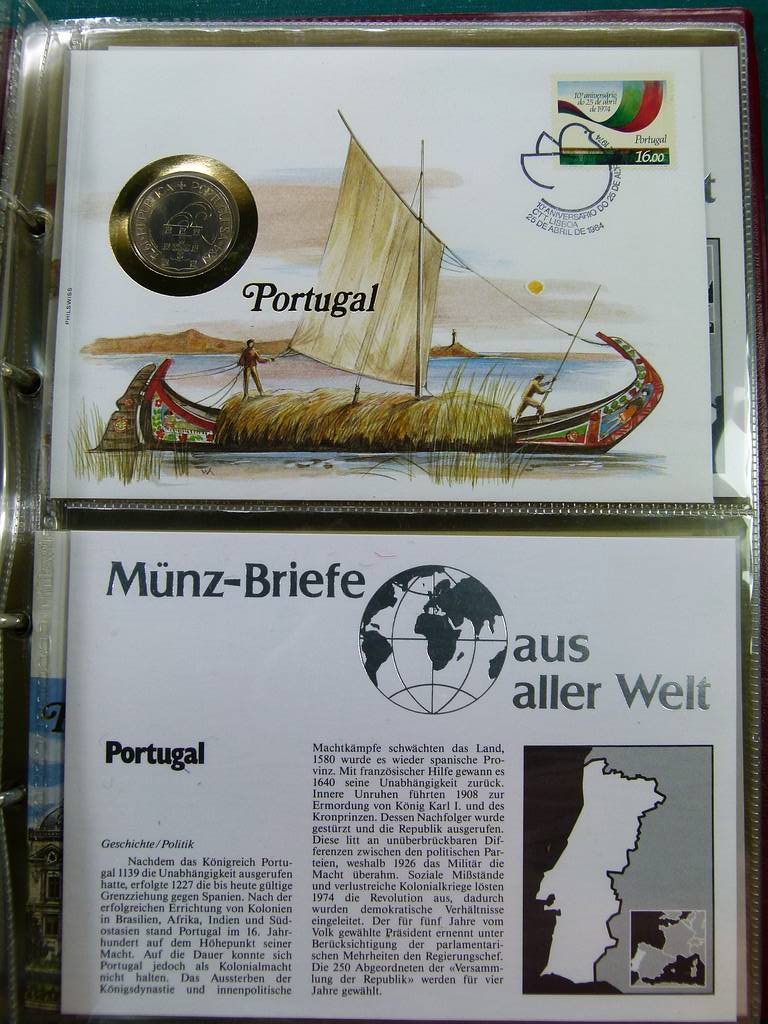 10º aniversário
do 25 de abril
de 1974
Portugal
16.00
10º ANIVERSÁRIO DO 25 DE
CTT LISBOA
25 DE ABRIL DE 1984
1974
REPUBLICA
Portugal
PHILSWISS
t
Münz-Briefe
aus
aller Welt
Portugal
Geschichte/Politik
Nachdem das Königreich Portu-
gal 1139 die Unabhängigkeit ausgerufen
hatte, erfolgte 1227 die bis heute gültige
Grenzziehung gegen Spanien. Nach der
erfolgreichen Errichtung von Kolonien
in Brasilien, Afrika, Indien und Süd-
ostasien stand Portugal im 16. Jahr-
hundert auf dem Höhepunkt seiner
Macht. Auf die Dauer konnte sich
Portugal jedoch als Kolonialmacht
nicht halten. Das Aussterben der
Königsdynastie und innenpolitische
Machtkämpfe schwächten das Land,
1580 wurde es wieder spanische Pro-
vinz. Mit französischer Hilfe gewann es
1640 seine Unabhängigkeit zurück.
Innere Unruhen führten 1908 zur
Ermordung von König Karl I. und des
Kronprinzen. Dessen Nachfolger wurde
gestürzt und die Republik ausgerufen.
Diese litt an unüberbrückbaren Dif-
ferenzen zwischen den politischen Par-
teien, weshalb 1926 das Militär die
Macht überahm. Soziale Mißstände
und verlustreiche Kolonialkriege lösten
1974 die Revolution aus, dadurch
wurden demokratische Verhältnisse
eingeleitet. Der für fünf Jahre vom
Volk gewählte Präsident ernennt unter
Berücksichtigung der parlamentari-
schen Mehrheiten den Regierungschef.
Die 250 Abgeordneten der «Versamm-
lung der Republik» werden für vier
Jahre gewählt.